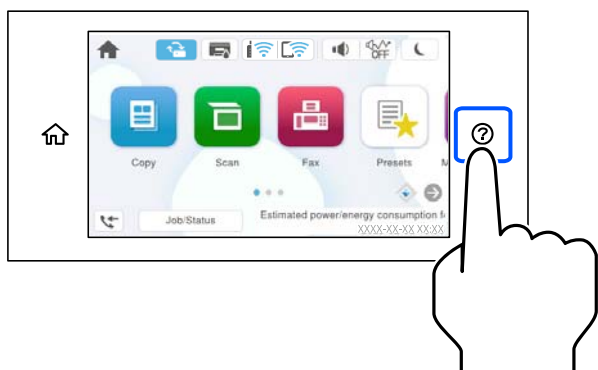 OFF
Copy Scan Fax Presets M
Job/Status Estimated power/energy consumption f
XXXX-XX-XX XX:XX